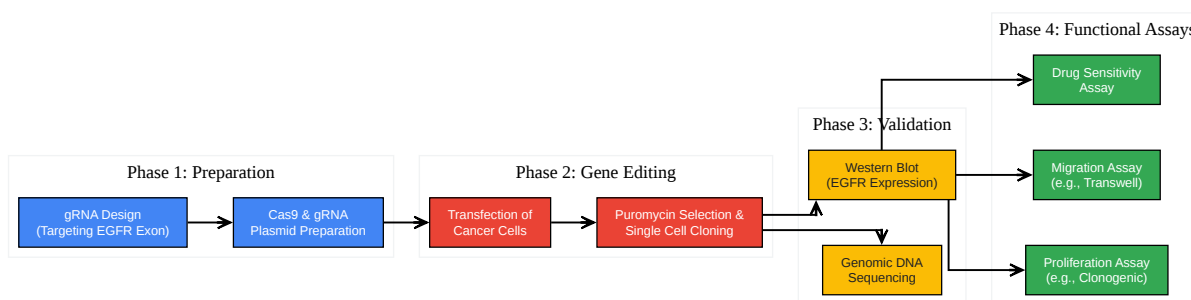 Phase 1: Preparation
gRNA Design
(Targeting EGFR Exon)
Cas9 & gRNA
Plasmid Preparation
Phase 2: Gene Editing
Transfection of
Cancer Cells
Puromycin Selection &
Single Cell Cloning
Phase 3: Validation
Western Blot
(EGFR Expression)
Genomic DNA
Sequencing
Phase 4: Functional Assays
Drug Sensitivity
Assay
Migration Assay
(e.g., Transwell)
Proliferation Assay
(e.g., Clonogenic)